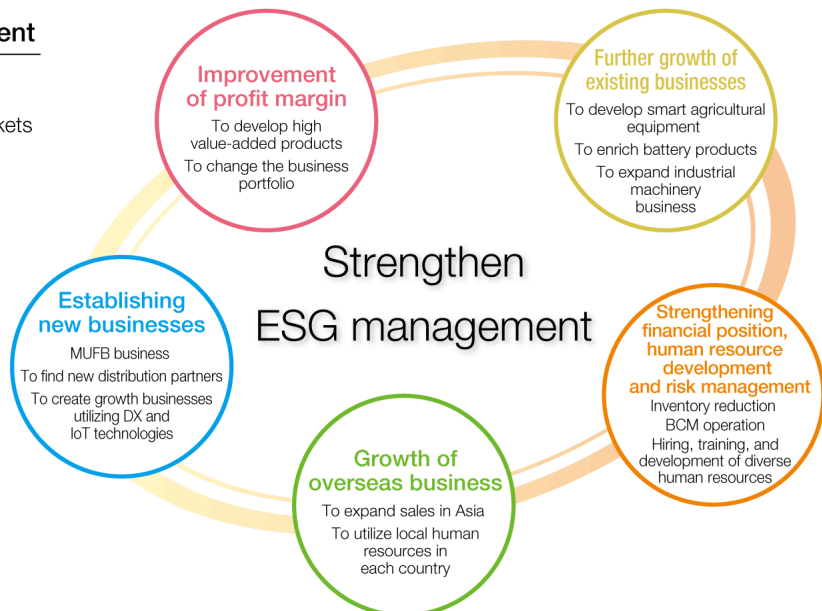 ent
kets
Improvement
of profit margin
To develop high
value-added products
To change the business
portfolio
Further growth of
existing businesses
To develop smart agricultural
equipment
To enrich battery products
To expand industrial
machinery
business
Strengthen
ESG management
Establishing
new businesses
MUFB business
To find new distribution partners
To create growth businesses
utilizing DX and
IoT technologies
Strengthening
financial position,
human resource
development
and risk management
Inventory reduction
BCM operation
Hiring, training, and
development of diverse
human resources
Growth of
overseas business
To expand sales in Asia
To utilize local human
resources in
each country